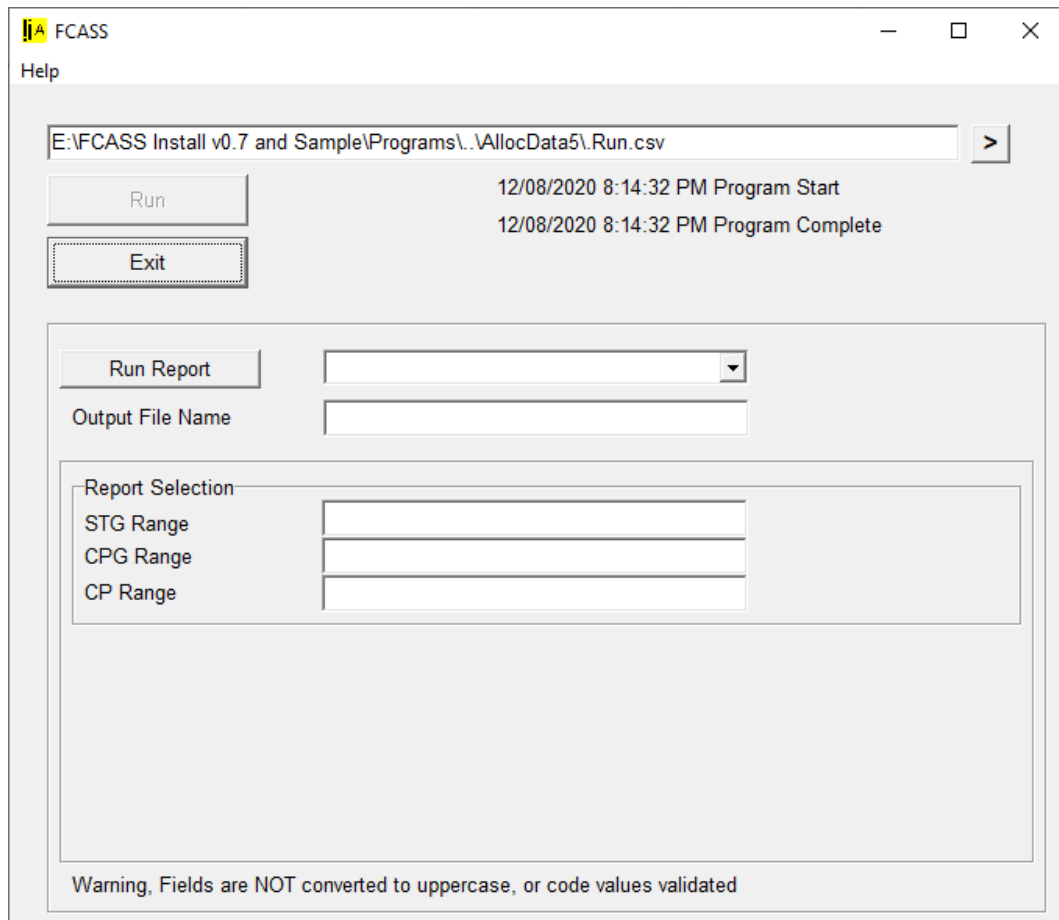 FCASS
Help
E:\FCASS Install v0.7 and Sample\Programs\..\AllocData5\.Run.csv
>
Run
12/08/2020 8:14:32 PM Program Start
12/08/2020 8:14:32 PM Program Complete
Exit
Run Report
Output File Name
Report Selection
STG Range
CPG Range
CP Range
Warning, Fields are NOT converted to uppercase, or code values validated